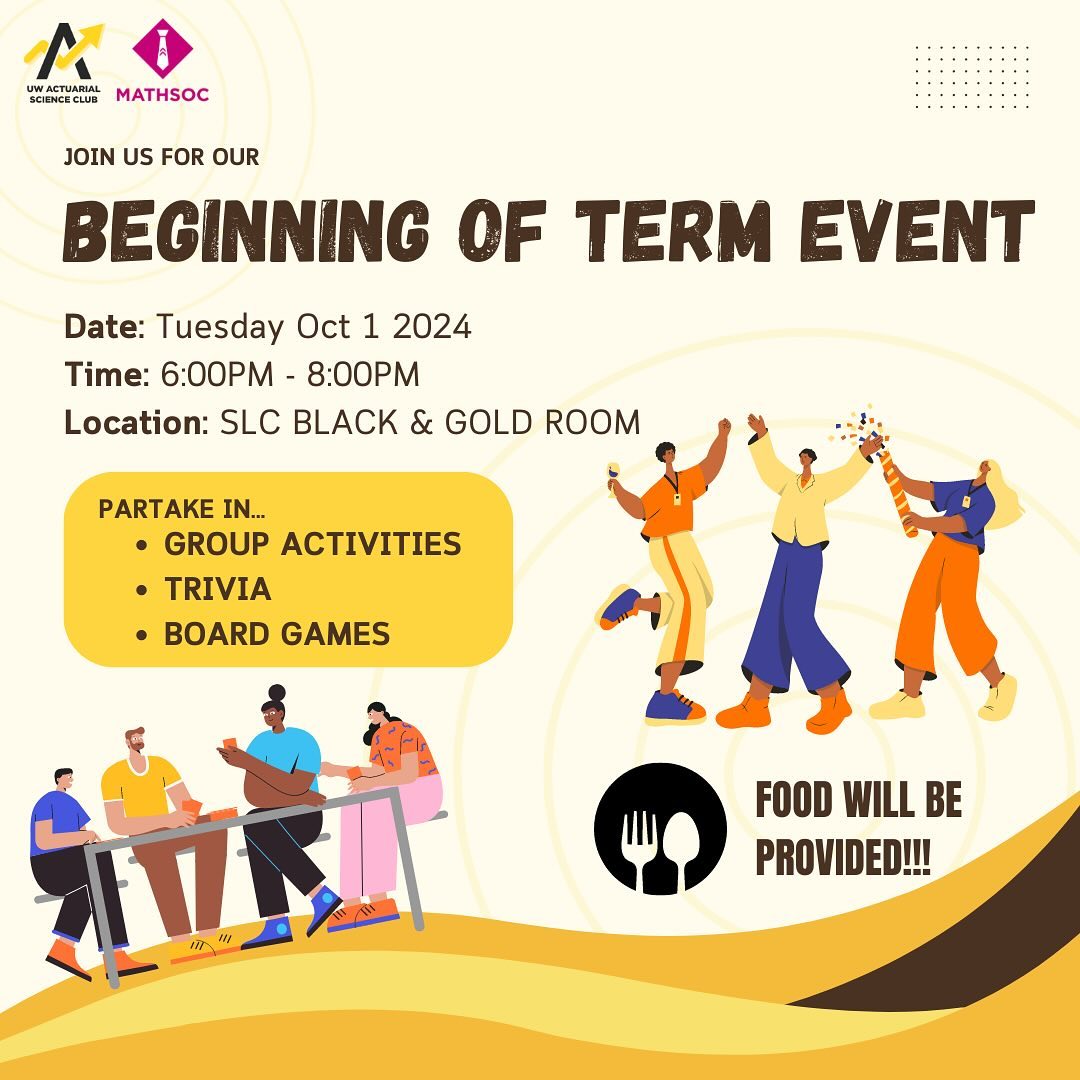 UW ACTUARIAL
SCIENCE CLUB
MATHSOC
JOIN US FOR OUR
BEGINNING OF TERM EVENT
Date: Tuesday Oct 1 2024
Time: 6:00PM - 8:00PM
Location: SLC BLACK & GOLD ROOM
PARTAKE IN...
• GROUP ACTIVITIES
• TRIVIA
• BOARD GAMES
FOOD WILL BE
PROVIDED!!!